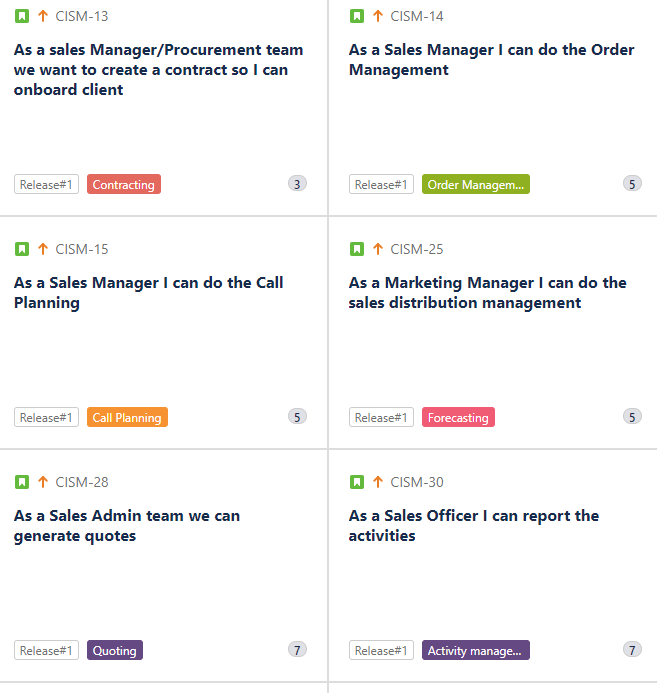 CISM-13
As a sales Manager/Procurement team
we want to create a contract so I can
onboard client
Release#1 Contracting 3
CISM-14
As a Sales Manager I can do the Order
Management
Release#1 Order Managem... 5
CISM-15
As a Sales Manager I can do the Call
Planning
Release#1 Call Planning 5
CISM-25
As a Marketing Manager I can do the
sales distribution management
Release#1 Forecasting 5
CISM-28
As a Sales Admin team we can
generate quotes
Release#1 Quoting 7
CISM-30
As a Sales Officer I can report the
activities
Release#1 Activity manage... 7